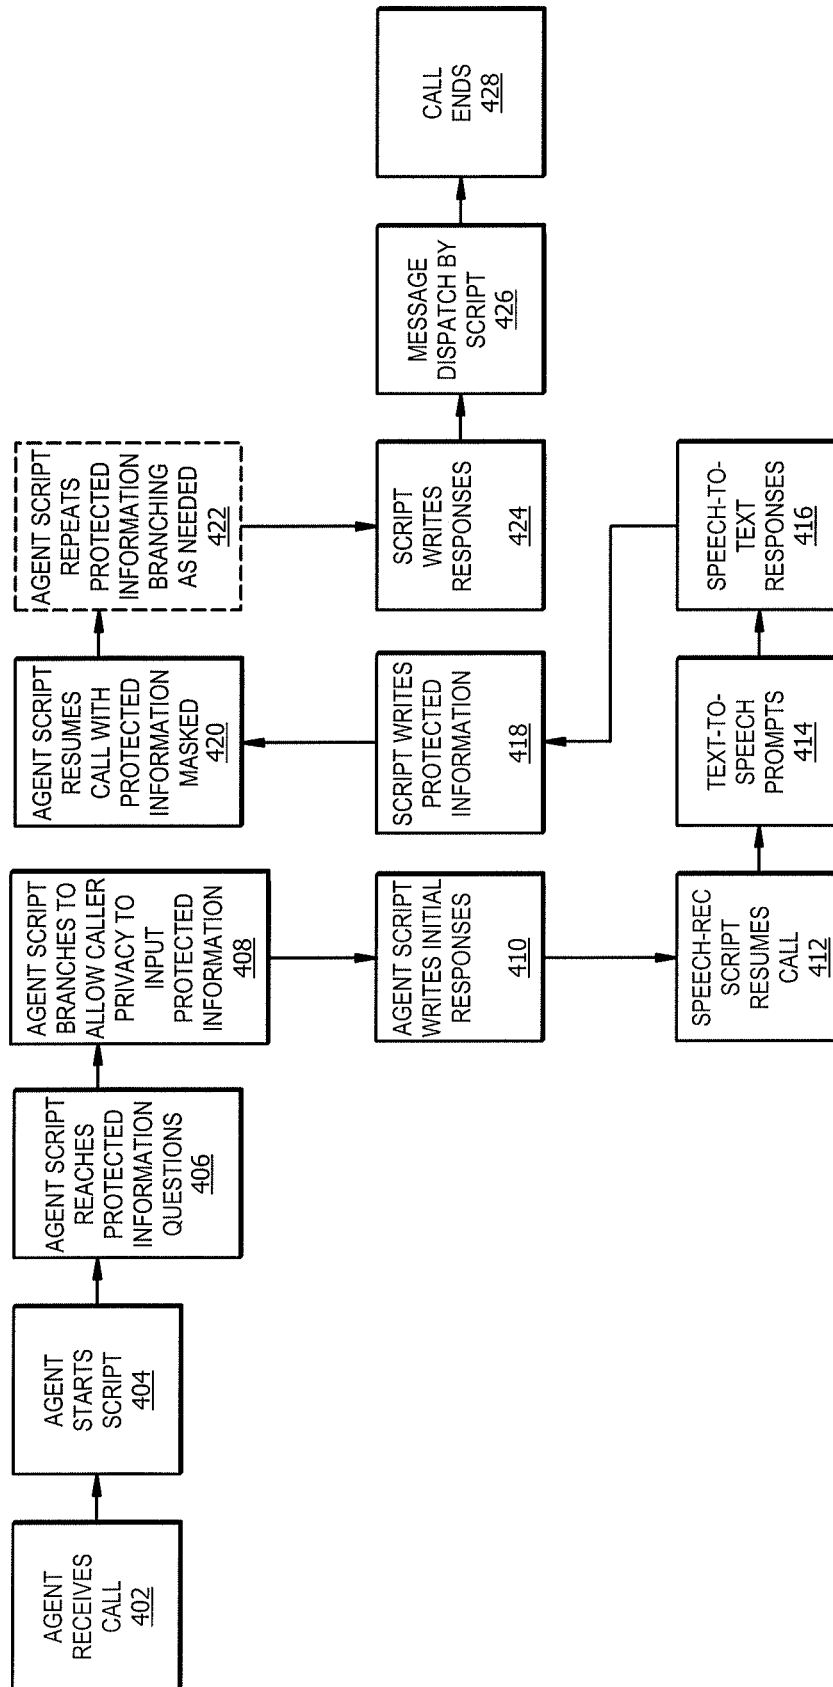 AGENT
RECEIVES
CALL
402
AGENT
STARTS
SCRIPT
404
AGENT SCRIPT
REACHES
PROTECTED
INFORMATION
QUESTIONS
406
AGENT SCRIPT
BRANCHES TO
ALLOW CALLER
PRIVACY TO
INPUT
PROTECTED
INFORMATION
408
AGENT SCRIPT
WRITES INITIAL
RESPONSES
410
SPEECH-REC
SCRIPT
RESUMES
CALL
412
TEXT-TO-
SPEECH
PROMPTS
414
SPEECH-TO-
TEXT
RESPONSES
416
SCRIPT WRITES
PROTECTED
INFORMATION
418
AGENT SCRIPT
RESUMES
CALL WITH
PROTECTED
INFORMATION
MASKED
420
AGENT SCRIPT
REPEATS
PROTECTED
INFORMATION
BRANCHING
AS NEEDED
422
SCRIPT
WRITES
RESPONSES
424
MESSAGE
DISPATCH BY
SCRIPT
426
CALL
ENDS
428